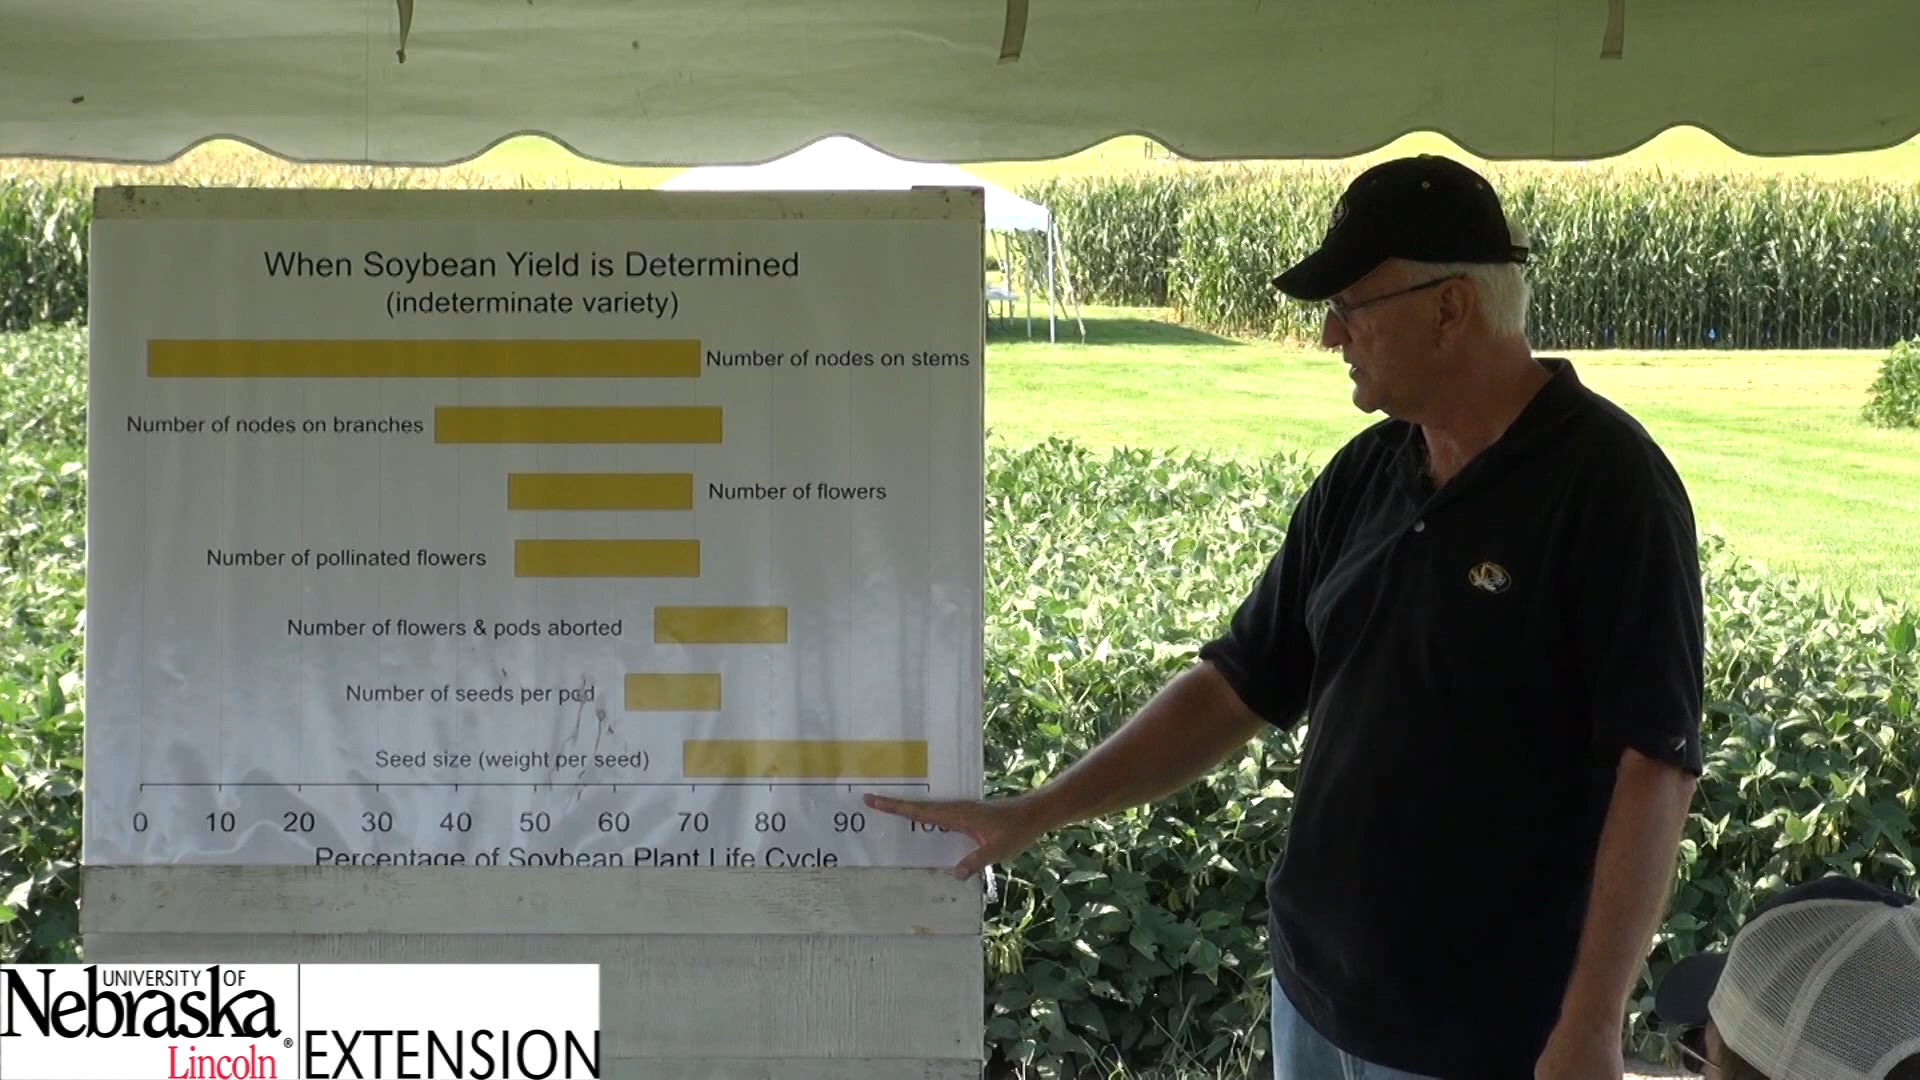 When Soybean Yield is Determined
(indeterminate variety)
Number of nodes on stems
Number of nodes on branches
Number of flowers
Number of pollinated flowers
Number of flowers & pods aborted
Number of seeds per pod
Seed size (weight per seed)
0 10 20 30 40 50 60 70 80 90 100
Percentage of Soybean Plant Life Cycle
UNIVERSITY OF
Nebraska
Lincoln®
EXTENSION